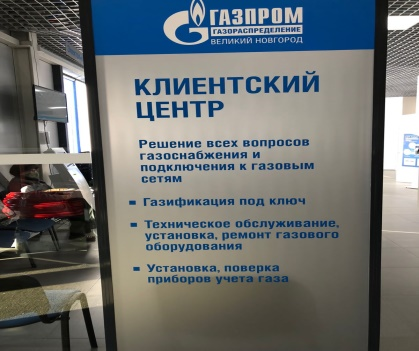 ГАЗПРОМ
ГАЗОРАСПРЕДЕЛЕНИЕ
ВЕЛИКИЙ НОВГОРОД
КЛИЕНТСКИЙ
ЦЕНТР
Решение всех вопросов
газоснабжения и
подключения к газовым
сетям
Газификация под ключ
Техническое обслуживание,
установка, ремонт газового
оборудования
Установка, поверка
приборов учета газа